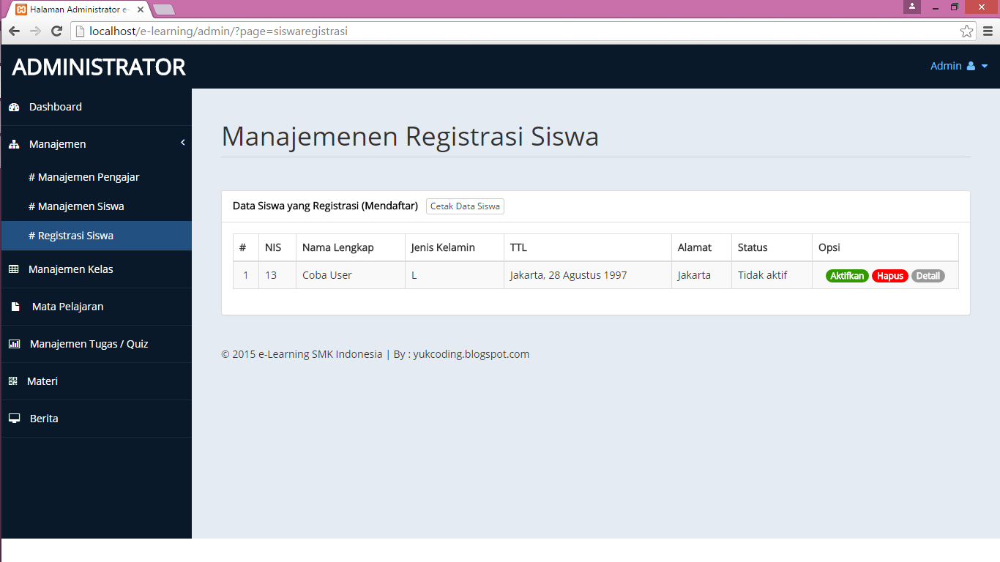 Halaman Administrator e-
localhost/e-learning/admin/?page=siswaregistrasi
ADMINISTRATOR
Admin
Dashboard
Manajemen
# Manajemen Pengajar
# Manajemen Siswa
# Registrasi Siswa
Manajemen Kelas
Mata Pelajaran
Manajemen Tugas / Quiz
Materi
Berita
Manajemenen Registrasi Siswa
Data Siswa yang Registrasi (Mendaftar) Cetak Data Siswa
# NIS Nama Lengkap Jenis Kelamin TTL Alamat Status Opsi
1 13 Coba User L Jakarta, 28 Agustus 1997 Jakarta Tidak aktif Aktifkan Hapus Detail
© 2015 e-Learning SMK Indonesia | By : yukcoding.blogspot.com